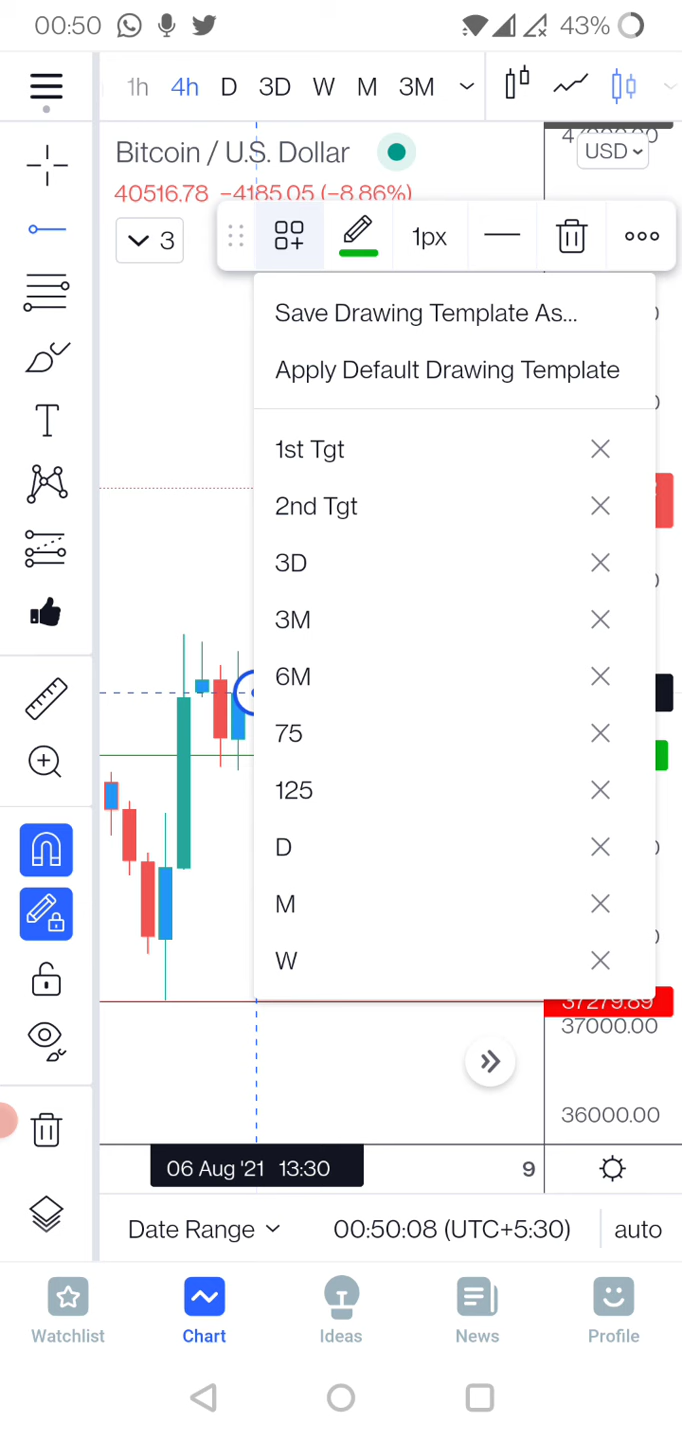 00:50 43%
1h 4h D 3D W M 3M
Bitcoin / U.S. Dollar
USD
40516.78 −4185.05 (−8.86%)
3
1px
Save Drawing Template As...
Apply Default Drawing Template
1st Tgt
2nd Tgt
3D
3M
6M
75
125
D
M
W
37279.89
37000.00
36000.00
06 Aug '21 13:30
9
Date Range
00:50:08 (UTC+5:30)
auto
Watchlist
Chart
Ideas
News
Profile